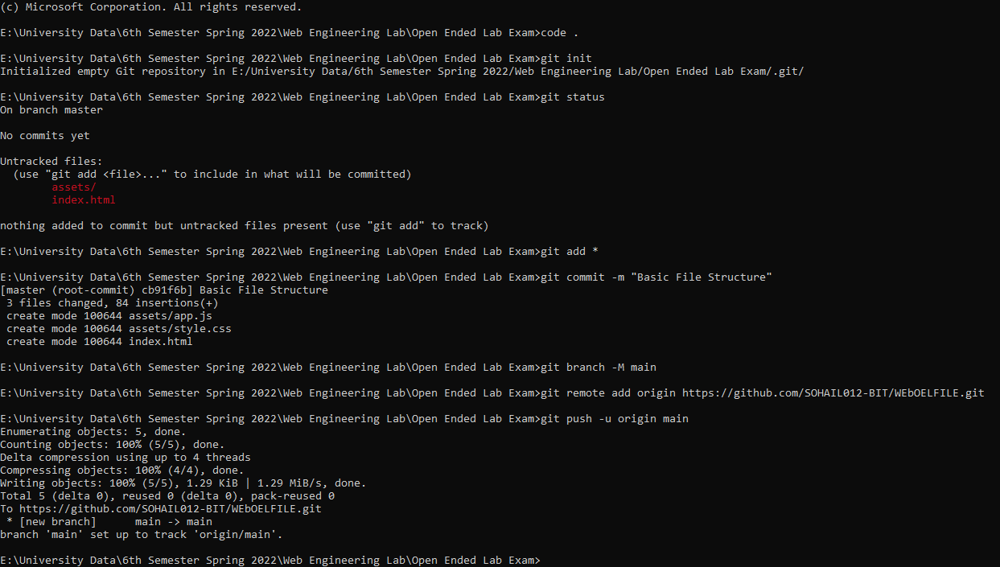 (c) Microsoft Corporation. All rights reserved.
E:\University Data\6th Semester Spring 2022\Web Engineering Lab\Open Ended Lab Exam>code .
E:\University Data\6th Semester Spring 2022\Web Engineering Lab\Open Ended Lab Exam>git init
Initialized empty Git repository in E:/University Data/6th Semester Spring 2022/Web Engineering Lab/Open Ended Lab Exam/.git/
E:\University Data\6th Semester Spring 2022\Web Engineering Lab\Open Ended Lab Exam>git status
On branch master
No commits yet
Untracked files:
  (use "git add <file>..." to include in what will be committed)
        assets/
        index.html
nothing added to commit but untracked files present (use "git add" to track)
E:\University Data\6th Semester Spring 2022\Web Engineering Lab\Open Ended Lab Exam>git add *
E:\University Data\6th Semester Spring 2022\Web Engineering Lab\Open Ended Lab Exam>git commit -m "Basic File Structure"
[master (root-commit) cb91f6b] Basic File Structure
 3 files changed, 84 insertions(+)
 create mode 100644 assets/app.js
 create mode 100644 assets/style.css
 create mode 100644 index.html
E:\University Data\6th Semester Spring 2022\Web Engineering Lab\Open Ended Lab Exam>git branch -M main
E:\University Data\6th Semester Spring 2022\Web Engineering Lab\Open Ended Lab Exam>git remote add origin https://github.com/SOHAIL012-BIT/WEbOELFILE.git
E:\University Data\6th Semester Spring 2022\Web Engineering Lab\Open Ended Lab Exam>git push -u origin main
Enumerating objects: 5, done.
Counting objects: 100% (5/5), done.
Delta compression using up to 4 threads
Compressing objects: 100% (4/4), done.
Writing objects: 100% (5/5), 1.29 KiB | 1.29 MiB/s, done.
Total 5 (delta 0), reused 0 (delta 0), pack-reused 0
To https://github.com/SOHAIL012-BIT/WEbOELFILE.git
 * [new branch]      main -> main
branch 'main' set up to track 'origin/main'.
E:\University Data\6th Semester Spring 2022\Web Engineering Lab\Open Ended Lab Exam>